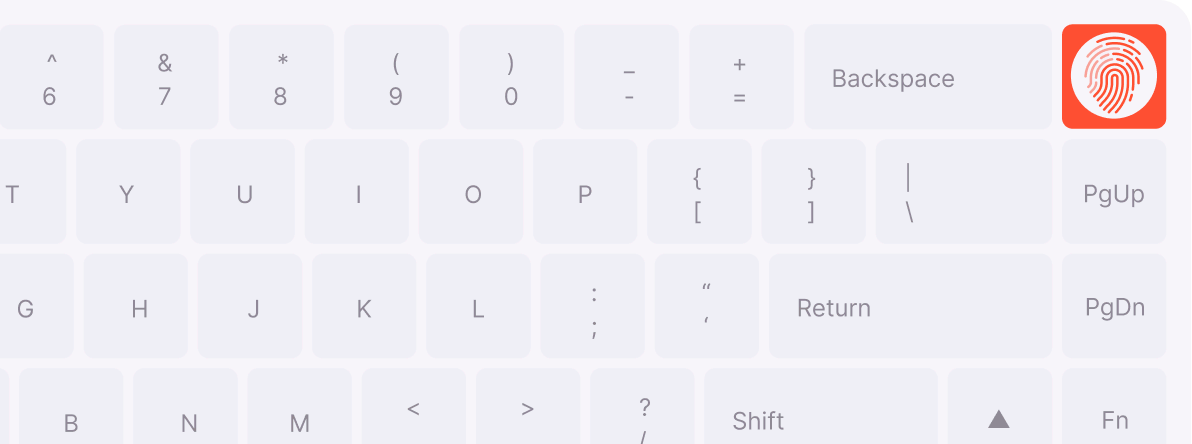 ^ & * ( ) _ +
6 7 8 9 0 - = Backspace
{ } |
T Y U I O P [ ] \ PgUp
: “
G H J K L ; ‘ Return PgDn
< > ?
B N M / Shift ▲ Fn